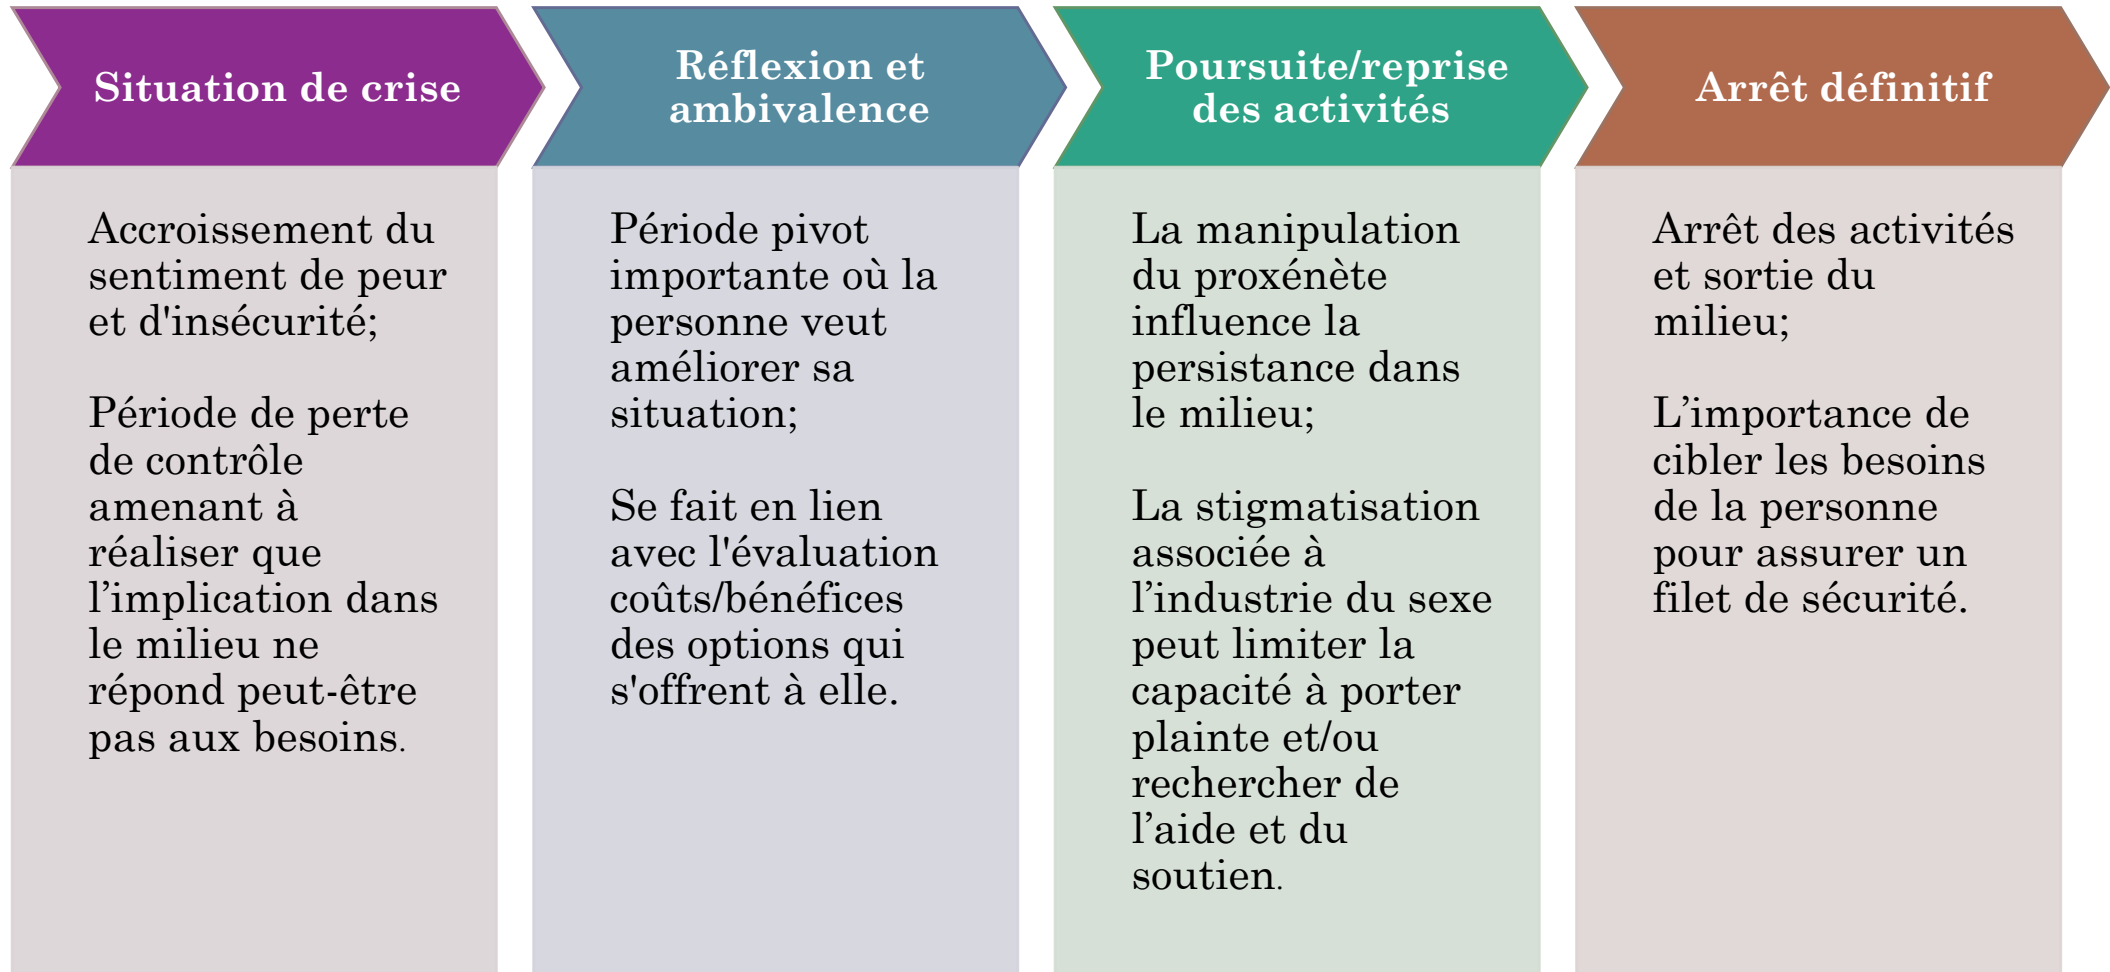 Situation de crise
Accroissement du
sentiment de peur
et d'insécurité;
Période de perte
de contrôle
amenant à
réaliser que
l’implication dans
le milieu ne
répond peut-être
pas aux besoins.
Réflexion et
ambivalence
Période pivot
importante où la
personne veut
améliorer sa
situation;
Se fait en lien
avec l'évaluation
coûts/bénéfices
des options qui
s'offrent à elle.
Poursuite/reprise
des activités
La manipulation
du proxénète
influence la
persistance dans
le milieu;
La stigmatisation
associée à
l’industrie du sexe
peut limiter la
capacité à porter
plainte et/ou
rechercher de
l’aide et du
soutien.
Arrêt définitif
Arrêt des activités
et sortie du
milieu;
L’importance de
cibler les besoins
de la personne
pour assurer un
filet de sécurité.